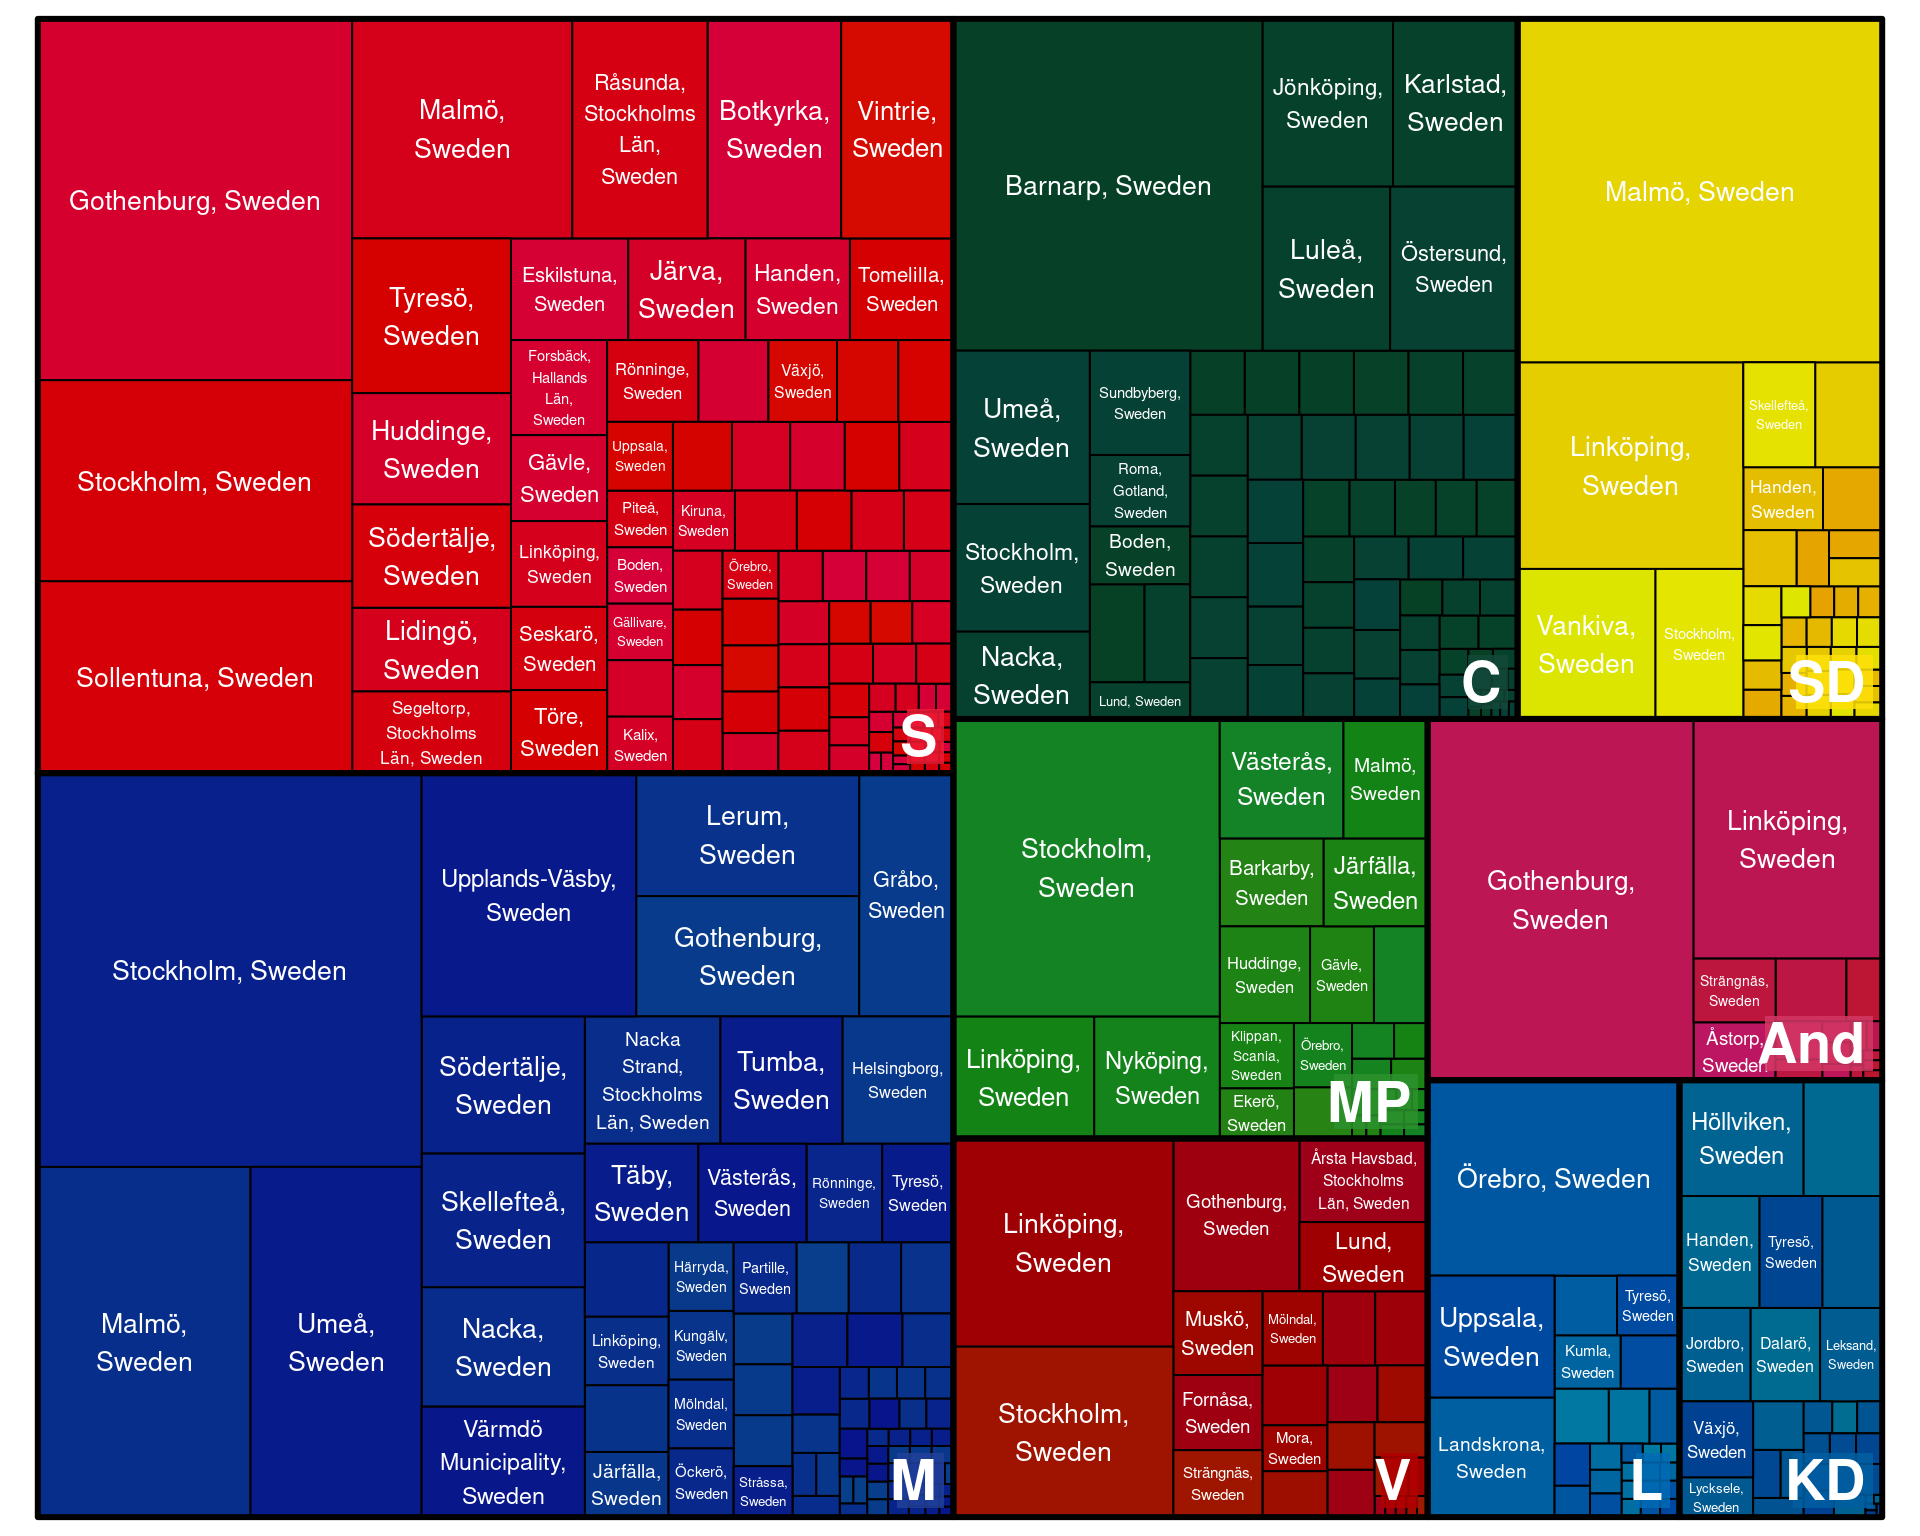 Gothenburg, Sweden
Stockholm, Sweden
Sollentuna, Sweden
Malmö,
Sweden
Råsunda,
Stockholms
Län,
Sweden
Botkyrka,
Sweden
Vintrie,
Sweden
Tyresö,
Sweden
Huddinge,
Sweden
Södertälje,
Sweden
Lidingö,
Sweden
Segeltorp,
Stockholms
Län, Sweden
Eskilstuna,
Sweden
Järva,
Sweden
Handen,
Sweden
Tomelilla,
Sweden
Forsbäck,
Hallands
Län,
Sweden
Gävle,
Sweden
Linköping,
Sweden
Seskarö,
Sweden
Töre,
Sweden
Rönninge,
Sweden
Växjö,
Sweden
Uppsala,
Sweden
Piteå,
Sweden
Kiruna,
Sweden
Boden,
Sweden
Örebro,
Sweden
Gällivare,
Sweden
Kalix,
Sweden
S
Barnarp, Sweden
Jönköping,
Sweden
Karlstad,
Sweden
Luleå,
Sweden
Östersund,
Sweden
Umeå,
Sweden
Stockholm,
Sweden
Nacka,
Sweden
Sundbyberg,
Sweden
Roma,
Gotland,
Sweden
Boden,
Sweden
Lund, Sweden
C
Malmö, Sweden
Linköping,
Sweden
Vankiva,
Sweden
Stockholm,
Sweden
Skellefteå,
Sweden
Handen,
Sweden
SD
Stockholm, Sweden
Malmö,
Sweden
Umeå,
Sweden
Upplands-Väsby,
Sweden
Lerum,
Sweden
Gothenburg,
Sweden
Gråbo,
Sweden
Södertälje,
Sweden
Skellefteå,
Sweden
Nacka,
Sweden
Värmdö
Municipality,
Sweden
Nacka
Strand,
Stockholms
Län, Sweden
Tumba,
Sweden
Helsingborg,
Sweden
Täby,
Sweden
Västerås,
Sweden
Rönninge,
Sweden
Tyresö,
Sweden
Linköping,
Sweden
Järfälla,
Sweden
Härryda,
Sweden
Kungälv,
Sweden
Mölndal,
Sweden
Öckerö,
Sweden
Partille,
Sweden
Stråssa,
Sweden
M
Stockholm,
Sweden
Linköping,
Sweden
Nyköping,
Sweden
Västerås,
Sweden
Malmö,
Sweden
Barkarby,
Sweden
Järfälla,
Sweden
Huddinge,
Sweden
Gävle,
Sweden
Klippan,
Scania,
Sweden
Örebro,
Sweden
Ekerö,
Sweden
MP
Gothenburg,
Sweden
Linköping,
Sweden
Strängnäs,
Sweden
Åstorp,
Sweden
And
Linköping,
Sweden
Stockholm,
Sweden
Gothenburg,
Sweden
Årsta Havsbad,
Stockholms
Län, Sweden
Lund,
Sweden
Muskö,
Sweden
Fornåsa,
Sweden
Strängnäs,
Sweden
Mölndal,
Sweden
Mora,
Sweden
V
Örebro, Sweden
Uppsala,
Sweden
Landskrona,
Sweden
Tyresö,
Sweden
Kumla,
Sweden
L
Höllviken,
Sweden
Handen,
Sweden
Tyresö,
Sweden
Jordbro,
Sweden
Dalarö,
Sweden
Leksand,
Sweden
Växjö,
Sweden
Lycksele,
Sweden
KD